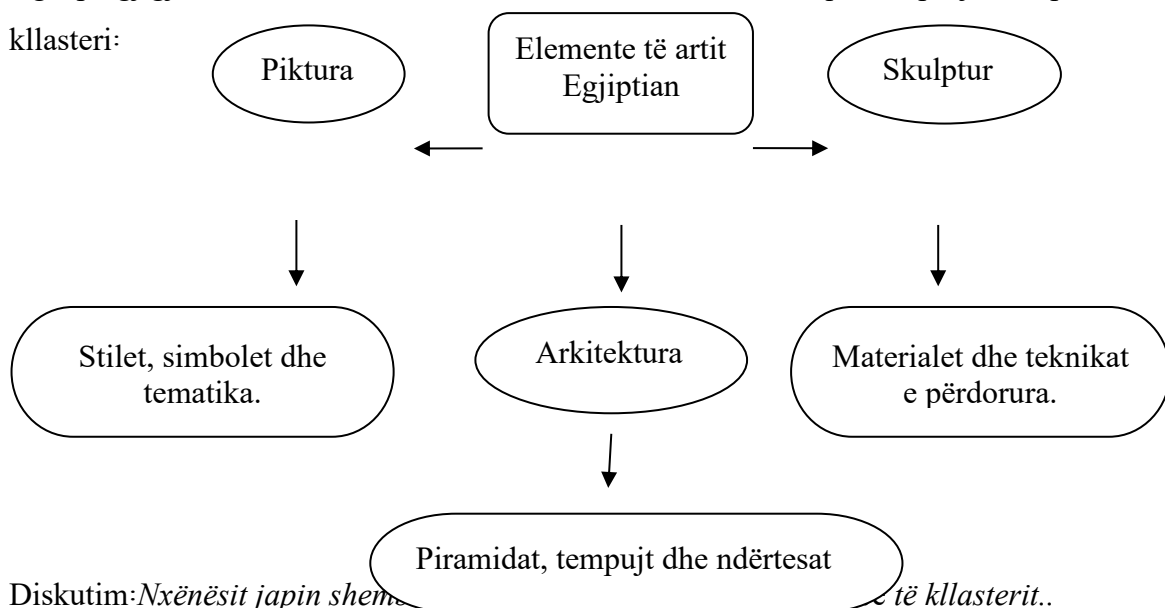 kllasteri:
Piktura
Elemente të artit
Egjiptian
Skulptur
Stilet, simbolet dhe
tematika.
Arkitektura
Materialet dhe teknikat
e përdorura.
Piramidat, tempujt dhe ndërtesat
Diskutim:Nxënësit japin të kllasterit..